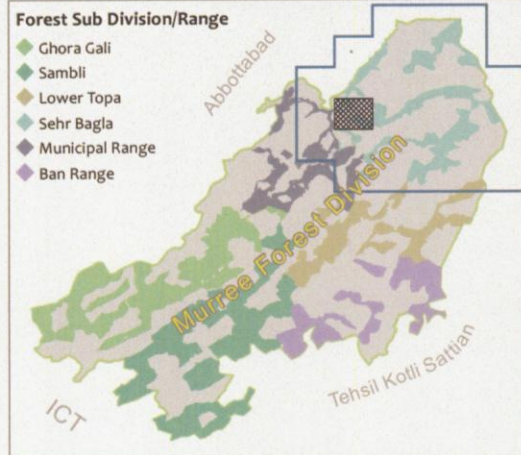 Forest Sub Division/Range
Ghora Gali
Sambli
Lower Topa
Sehr Bagla
Municipal Range
Ban Range
Abbottabad
Murree Forest Division
Tehsil Kotli Sattian
ICT